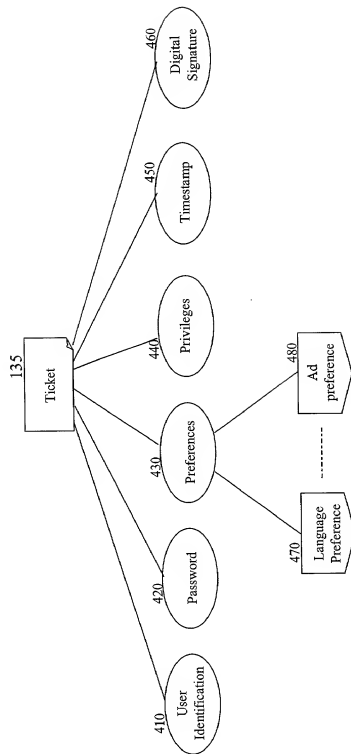 135
Ticket
410
User
Identification
420
Password
430
Preferences
440
Privileges
450
Timestamp
460
Digital
Signature
470
Language
Preference
480
Ad
preference